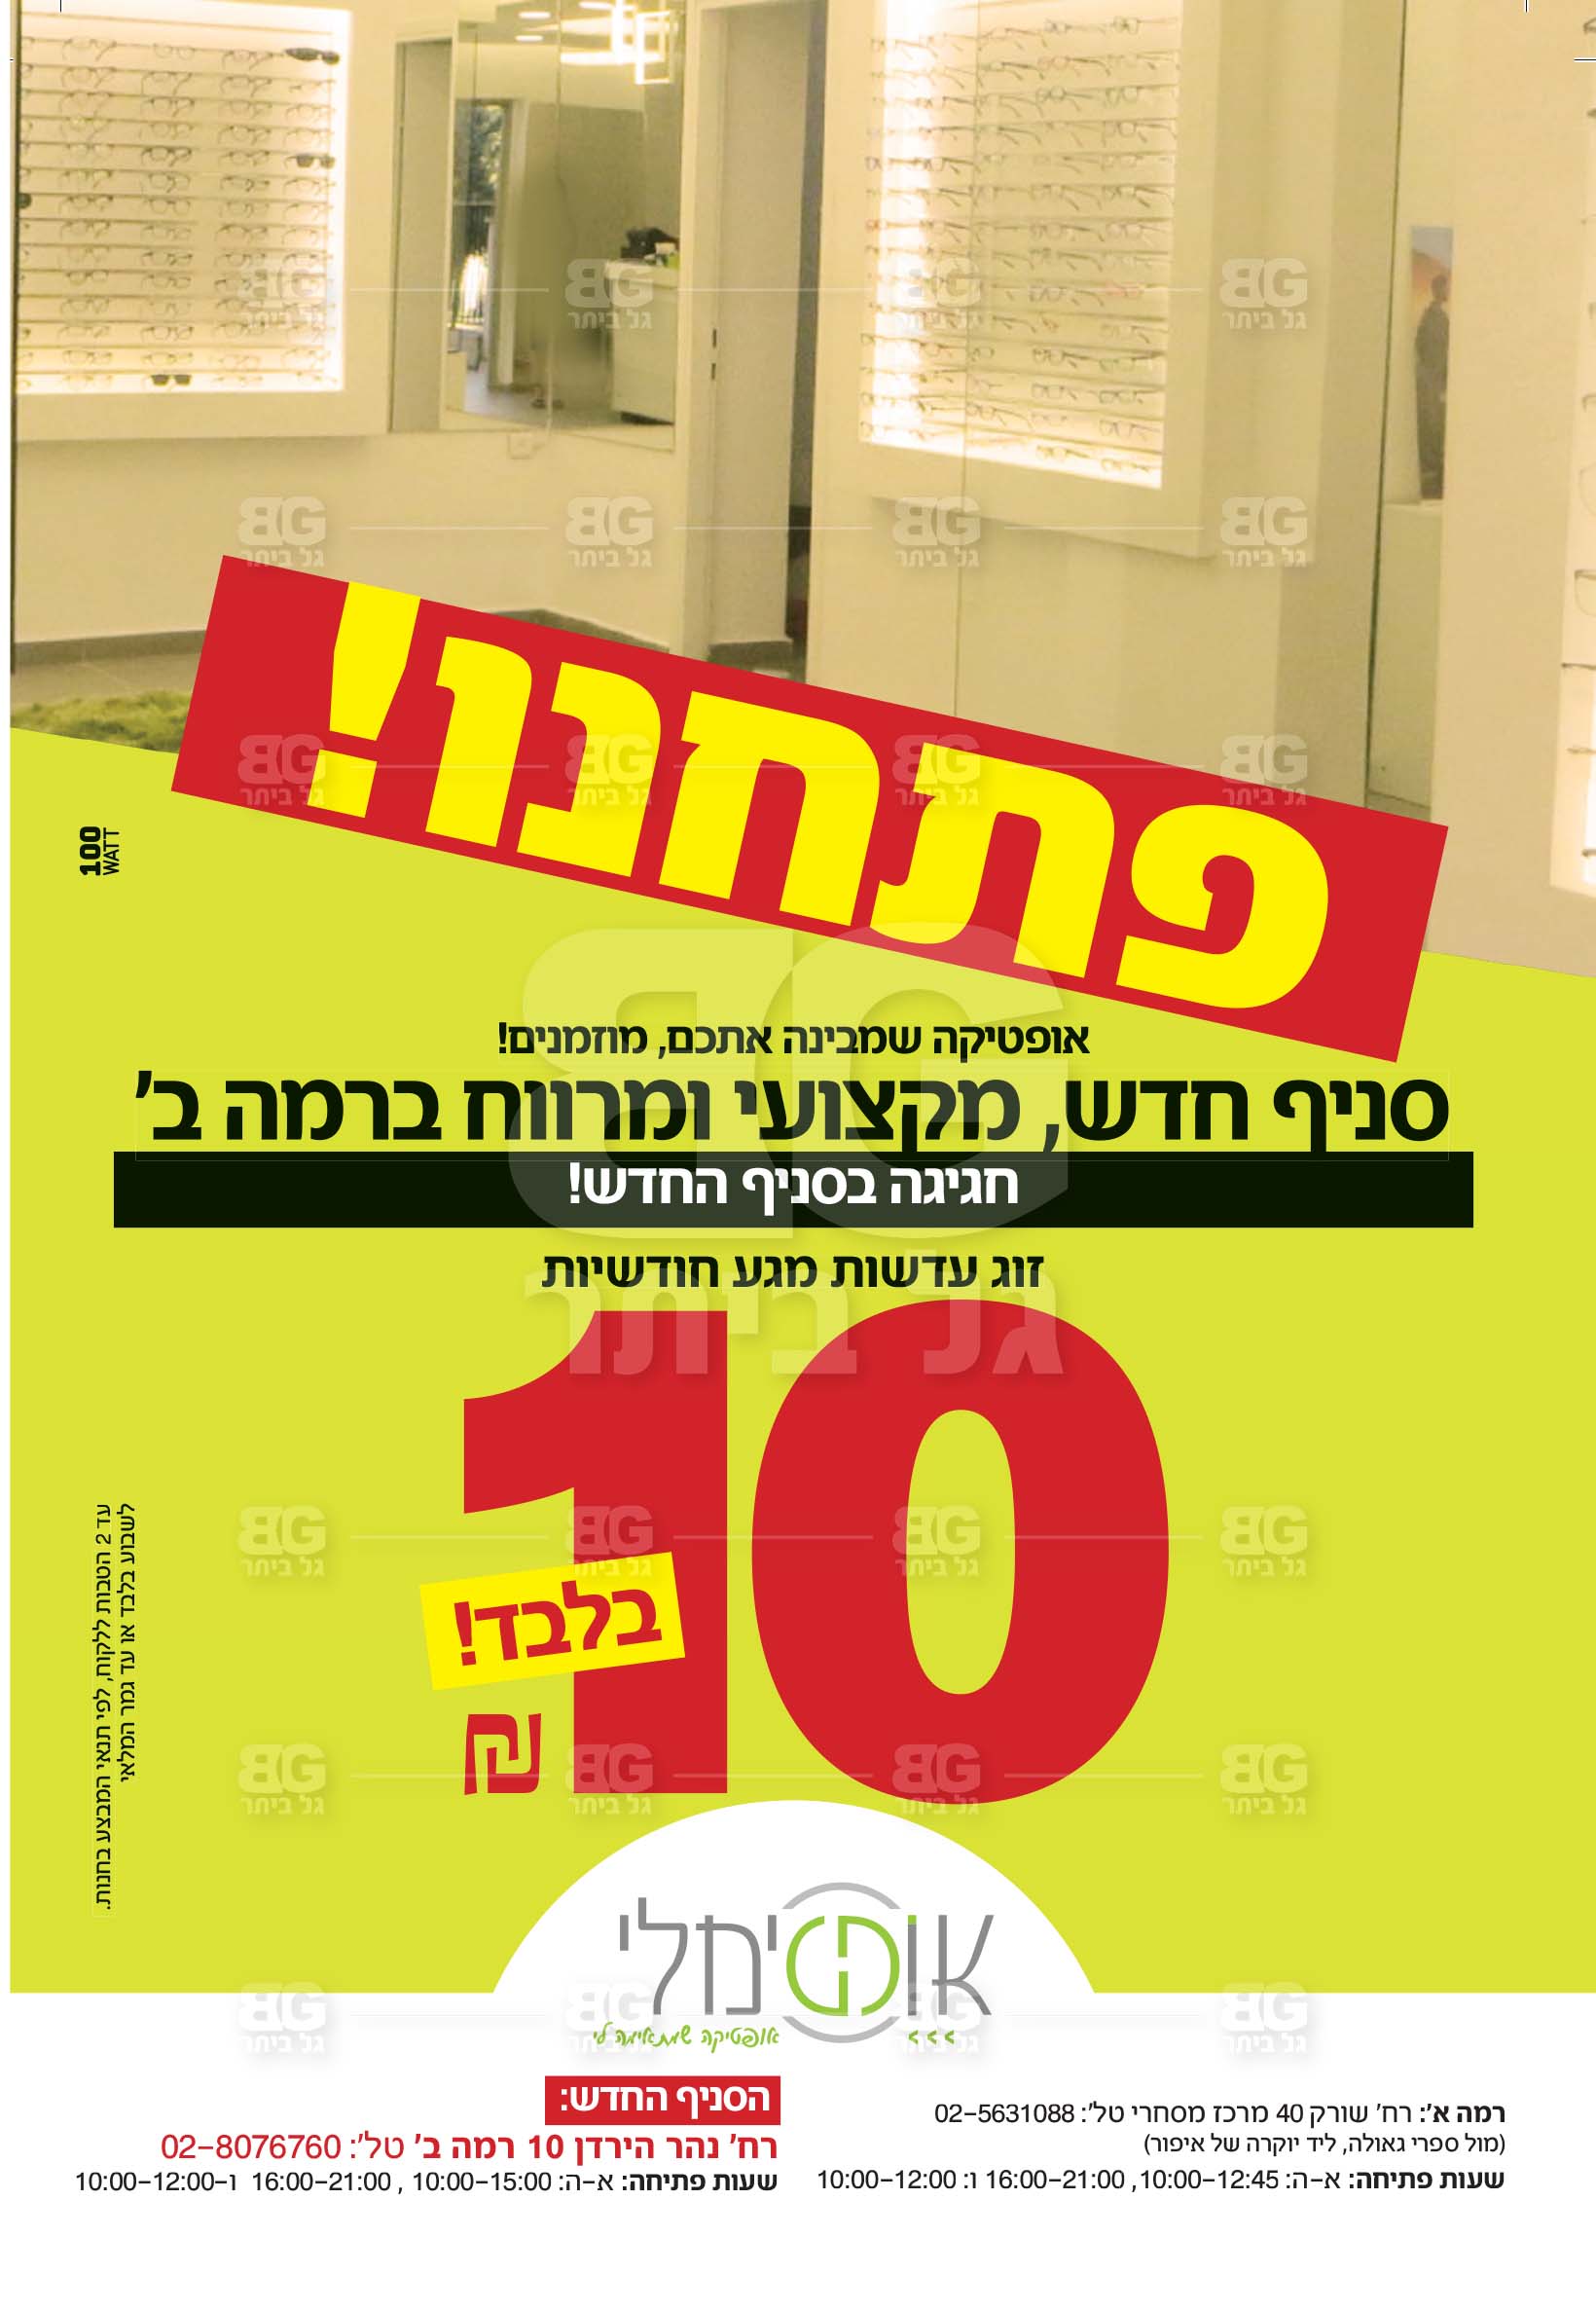 פתחנו!
100
WATT
אופטיקה שמבינה אתכם, מוזמנים!
סניף חדש, מקצועי ומרווח ברמה ב'
חגיגה בסניף החדש!
זוג עדשות מגע חודשיות
10
בלבד!
₪
לשבוע בלבד או עד גמר המלאי
עד 2 הטבות ללקוח, לפי תנאי המבצע בחנות.
אופטימלי
אופטיקה שמתאימה לי
>>>
רמה א': רח' שורק 40 מרכז מסחרי טל': 02-5631088
(מול ספרי גאולה, ליד יוקרה של איפור)
שעות פתיחה: א-ה: 10:00-12:45, 16:00-21:00 ו: 10:00-12:00
הסניף החדש:
רח' נהר הירדן 10 רמה ב' טל': 02-8076760
שעות פתיחה: א-ה: 10:00-15:00 , 16:00-21:00 ו-10:00-12:00
BG
גל ביתר